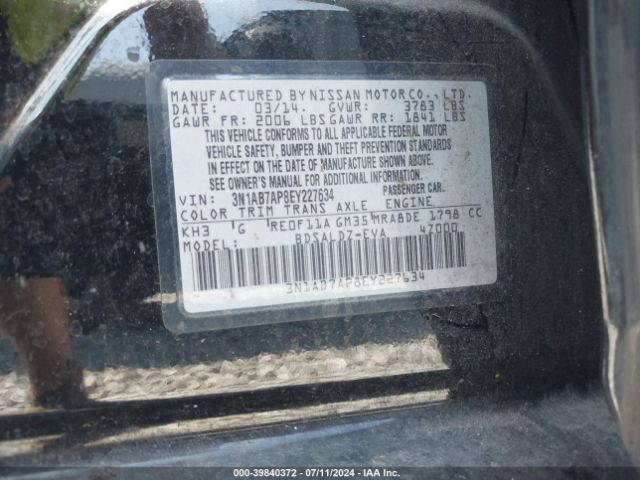 MANUFACTURED BY NISSAN MOTOR CO., LTD.
DATE: 03/14. GVWR: 3783 LBS
GAWR FR: 2006 LBS GAWR RR: 1841 LBS
THIS VEHICLE CONFORMS TO ALL APPLICABLE FEDERAL MOTOR
VEHICLE SAFETY, BUMPER AND THEFT PREVENTION STANDARDS
IN EFFECT ON THE DATE OF MANUFACTURE SHOWN ABOVE.
SEE OWNER'S MANUAL FOR ADDITIONAL INFORMATION.
VIN: 3N1AB7AP8EY227634 PASSENGER CAR.
COLOR TRIM TRANS AXLE ENGINE
KH3 G RE0F11A GM35 MRA8DE 1798 CC
MODEL: BDSALDZ-EVA 47000
3N1AB7AP8EY227634
000-39840372 - 07/11/2024 - IAA Inc.